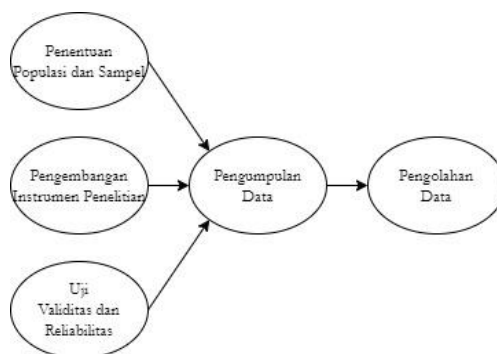 Penentuan
Populasi dan Sampel
Pengembangan
Instrumen Penelitian
Pengumpulan
Data
Pengolahan
Data
Uji
Validitas dan
Reliabilitas